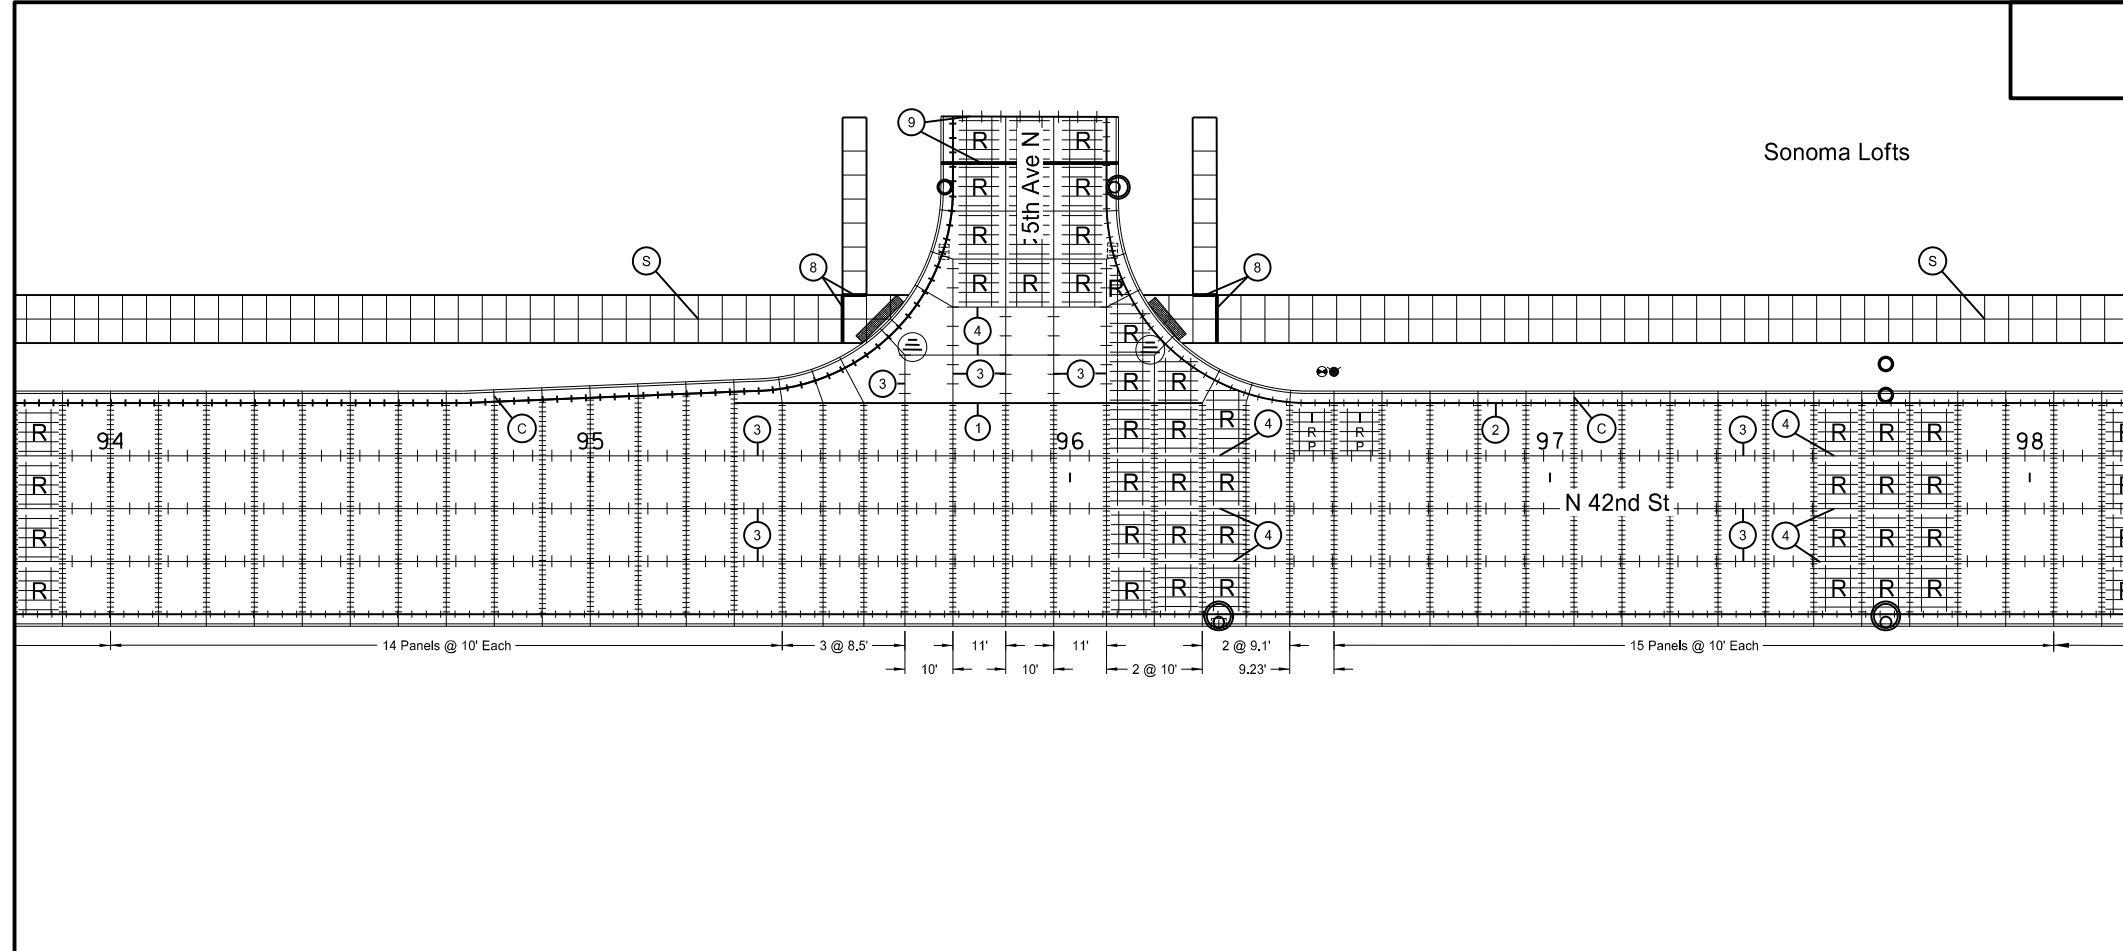 Sonoma Lofts
9
R R
5th Ave N
R R
R R
R R R R
S 8 8 S
4 R
3 3 3 R R
C 3 1 3 4 2 C 3 4
R 94 95 96 R R R I R P I R P 97 R R R 98
R R R R R R R
N 42nd St
R 3 R R R 4 3 4 R R R
R R R R R R R
14 Panels @ 10' Each 3 @ 8.5' 11' 11' 2 @ 9.1' 15 Panels @ 10' Each
10' 10' 2 @ 10' 9.23'